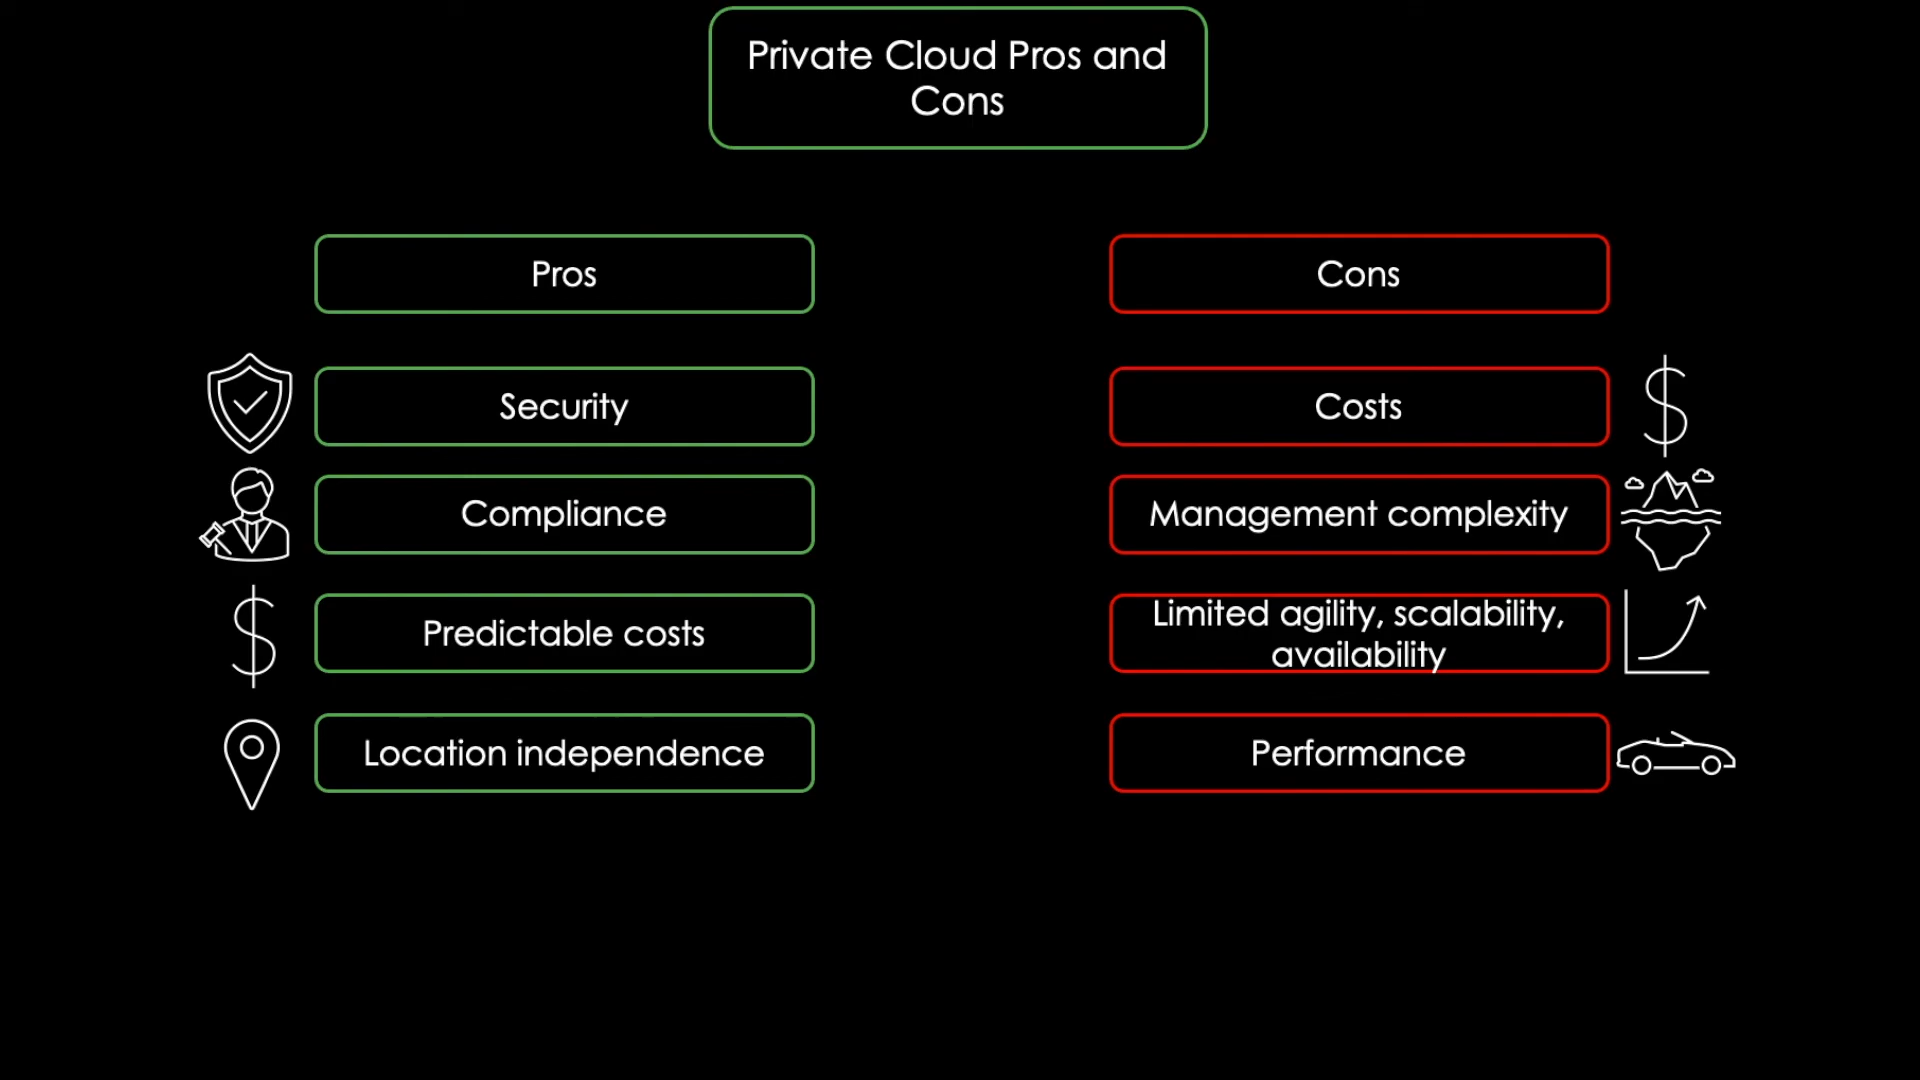 Private Cloud Pros and
Cons
Pros
Security
Compliance
Predictable costs
Location independence
Cons
Costs
Management complexity
Limited agility, scalability,
availability
Performance